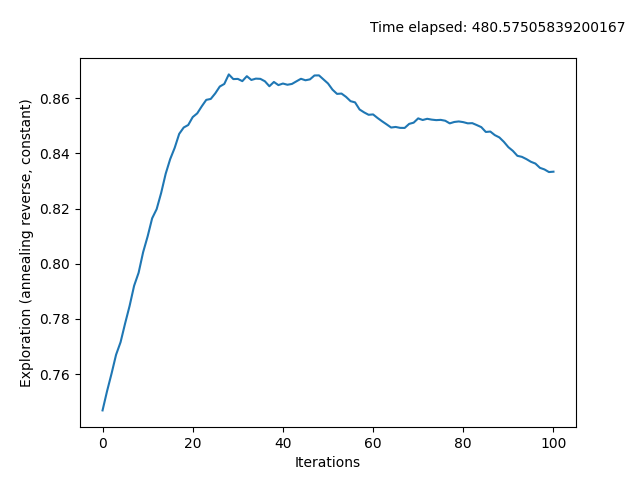 Time elapsed: 480.57505839200167
Exploration (annealing reverse, constant)
0.86
0.84
0.82
0.80
0.78
0.76
0 20 40 60 80 100
Iterations